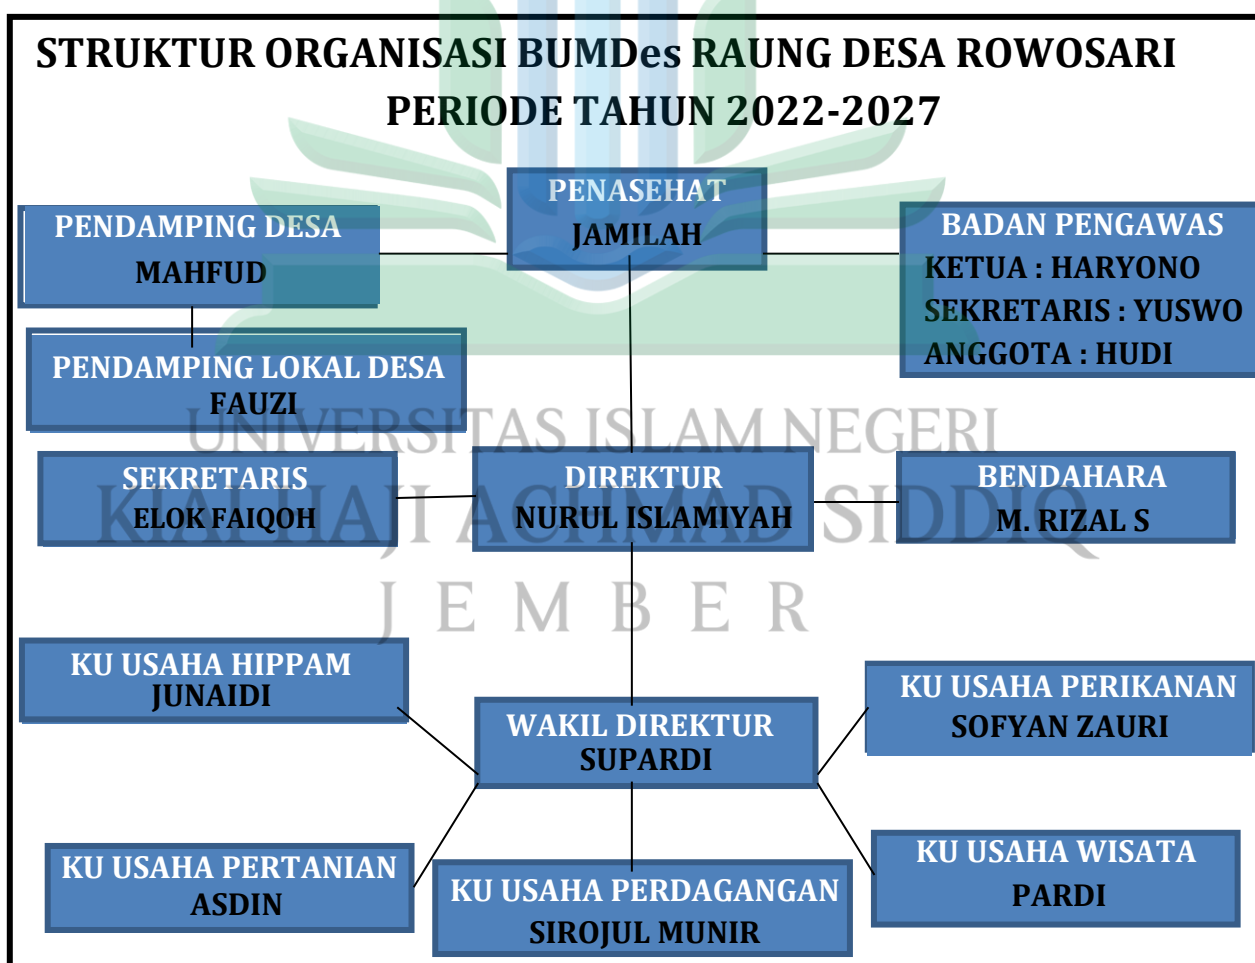 STRUKTUR ORGANISASI BUMDes RAUNG DESA ROWOSARI
PERIODE TAHUN 2022-2027
PENASEHAT
JAMILAH
PENDAMPING DESA
MAHFUD
BADAN PENGAWAS
KETUA : HARYONO
SEKRETARIS : YUSWO
ANGGOTA : HUDI
PENDAMPING LOKAL DESA
FAUZI
UNIVERSITAS ISLAM NEGERI
SEKRETARIS
ELOK FAIQOH
DIREKTUR
NURUL ISLAMIYAH
BENDAHARA
M. RIZAL S
KIAI HAJI ACHMAD SIDDIQ
JEMBER
KU USAHA HIPPAM
JUNAIDI
WAKIL DIREKTUR
SUPARDI
KU USAHA PERIKANAN
SOFYAN ZAURI
KU USAHA PERTANIAN
ASDIN
KU USAHA PERDAGANGAN
SIROJUL MUNIR
KU USAHA WISATA
PARDI